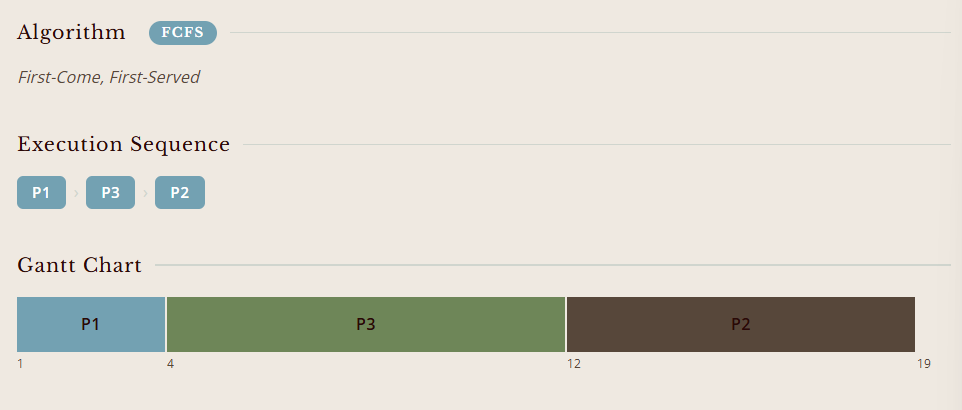 Algorithm FCFS
First-Come, First-Served
Execution Sequence
P1 › P3 › P2
Gantt Chart
P1 P3 P2
1 4 12 19